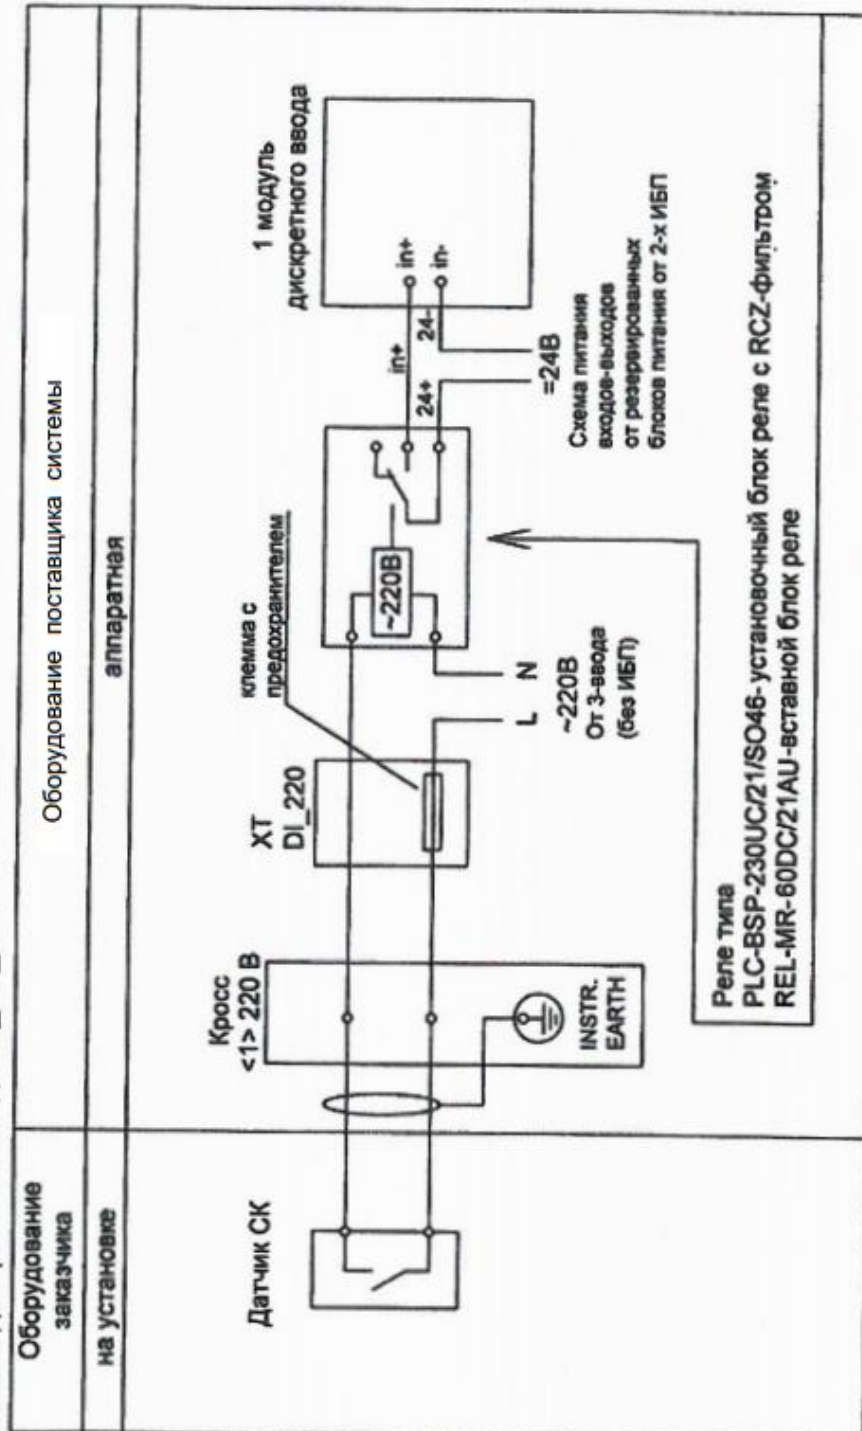 Оборудование
заказчика
Оборудование поставщика системы
на установке
аппаратная
Датчик СК
Кросс
<1> 220 В
INSTR.
EARTH
ХТ
DI_220
клемма с
предохранителем
L N
~220В
От 3-ввода
(без ИБП)
~220В
in+
24+
24-
=24В
Схема питания
входов-выходов
от резервированных
блоков питания от 2-х ИБП
1 модуль
дискретного ввода
in+
in-
Реле типа
PLC-BSP-230UC/21/SO46-установочный блок реле с RCZ-фильтром
REL-MR-60DC/21AU-вставной блок реле